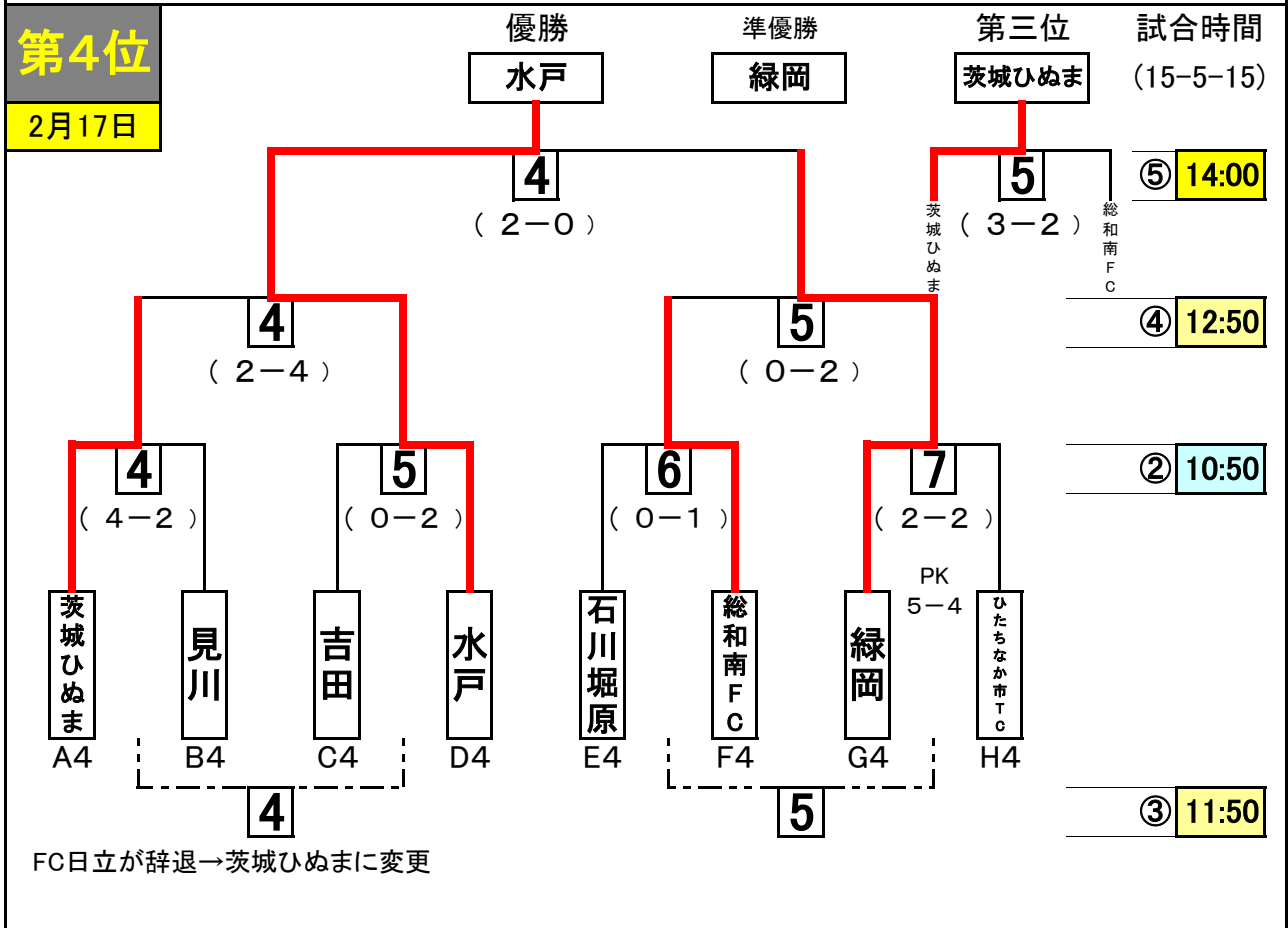 第4位
2月17日
優勝
水戸
準優勝
緑岡
第三位
茨城ひぬま
試合時間
(15-5-15)
4
(2-0)
5
(3-2)
茨城ひぬま
総和南FC
⑤ 14:00
4
(2-4)
5
(0-2)
④ 12:50
4
(4-2)
5
(0-2)
6
(0-1)
7
(2-2)
PK
5-4
② 10:50
茨城ひぬま
見川
吉田
水戸
石川堀原
総和南FC
緑岡
ひたちなか市TC
A4
B4
C4
D4
E4
F4
G4
H4
4
5
③ 11:50
FC日立が辞退→茨城ひぬまに変更